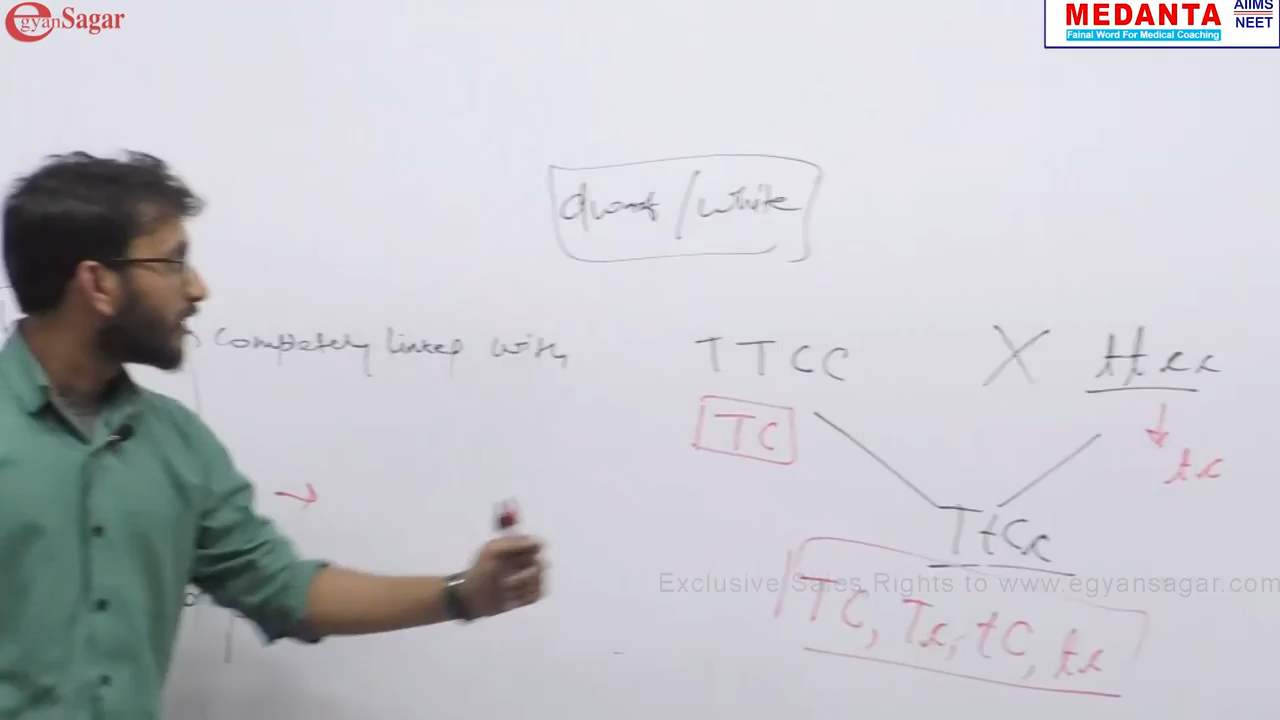 egyanSagar
MEDANTA
AIIMS
NEET
Fainal Word For Medical Coaching
dwarf / white
Completely linked with
TTCC X ttcc
TC
tc
TtCc
Exclusive Sales Rights to www.egyansagar.com
TC, Tc, tC, tc